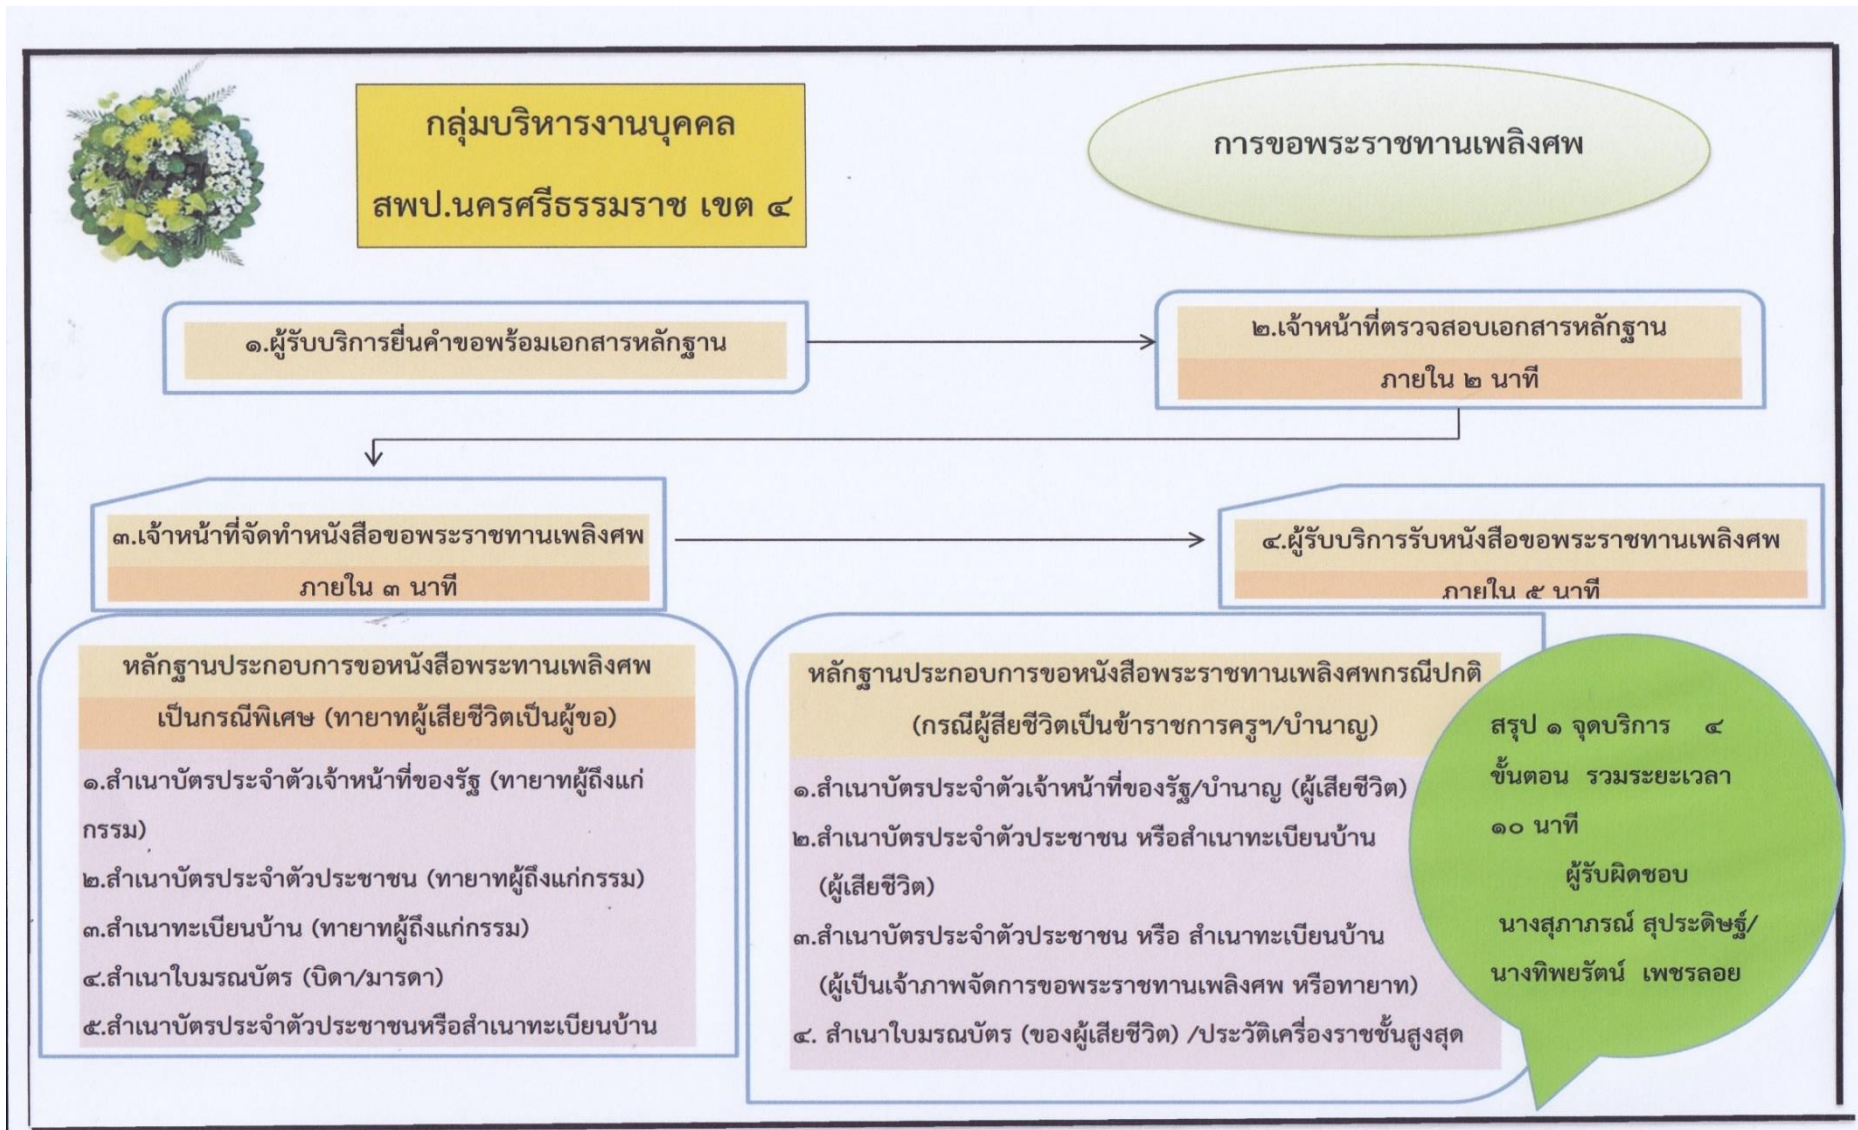 กลุ่มบริหารงานบุคคล
สพป.นครศรีธรรมราช เขต ๔
การขอพระราชทานเพลิงศพ
๑.ผู้รับบริการยื่นคำขอพร้อมเอกสารหลักฐาน
๒.เจ้าหน้าที่ตรวจสอบเอกสารหลักฐาน
ภายใน ๒ นาที
๓.เจ้าหน้าที่จัดทำหนังสือขอพระราชทานเพลิงศพ
ภายใน ๓ นาที
๔.ผู้รับบริการรับหนังสือขอพระราชทานเพลิงศพ
ภายใน ๕ นาที
หลักฐานประกอบการขอหนังสือพระทานเพลิงศพ
เป็นกรณีพิเศษ (ทายาทผู้เสียชีวิตเป็นผู้ขอ)
๑.สำเนาบัตรประจำตัวเจ้าหน้าที่ของรัฐ (ทายาทผู้ถึงแก่
กรรม)
๒.สำเนาบัตรประจำตัวประชาชน (ทายาทผู้ถึงแก่กรรม)
๓.สำเนาทะเบียนบ้าน (ทายาทผู้ถึงแก่กรรม)
๔.สำเนาใบมรณบัตร (บิดา/มารดา)
๕.สำเนาบัตรประจำตัวประชาชนหรือสำเนาทะเบียนบ้าน
หลักฐานประกอบการขอหนังสือพระราชทานเพลิงศพกรณีปกติ
(กรณีผู้สียชีวิตเป็นข้าราชการครูฯ/บำนาญ)
๑.สำเนาบัตรประจำตัวเจ้าหน้าที่ของรัฐ/บำนาญ (ผู้เสียชีวิต)
๒.สำเนาบัตรประจำตัวประชาชน หรือสำเนาทะเบียนบ้าน
(ผู้เสียชีวิต)
๓.สำเนาบัตรประจำตัวประชาชน หรือ สำเนาทะเบียนบ้าน
(ผู้เป็นเจ้าภาพจัดการขอพระราชทานเพลิงศพ หรือทายาท)
๔. สำเนาใบมรณบัตร (ของผู้เสียชีวิต) /ประวัติเครื่องราชชั้นสูงสุด
สรุป ๑ จุดบริการ ๔
ขั้นตอน รวมระยะเวลา
๑๐ นาที
ผู้รับผิดชอบ
นางสุภาภรณ์ สุประดิษฐ์/
นางทิพยรัตน์ เพชรลอย